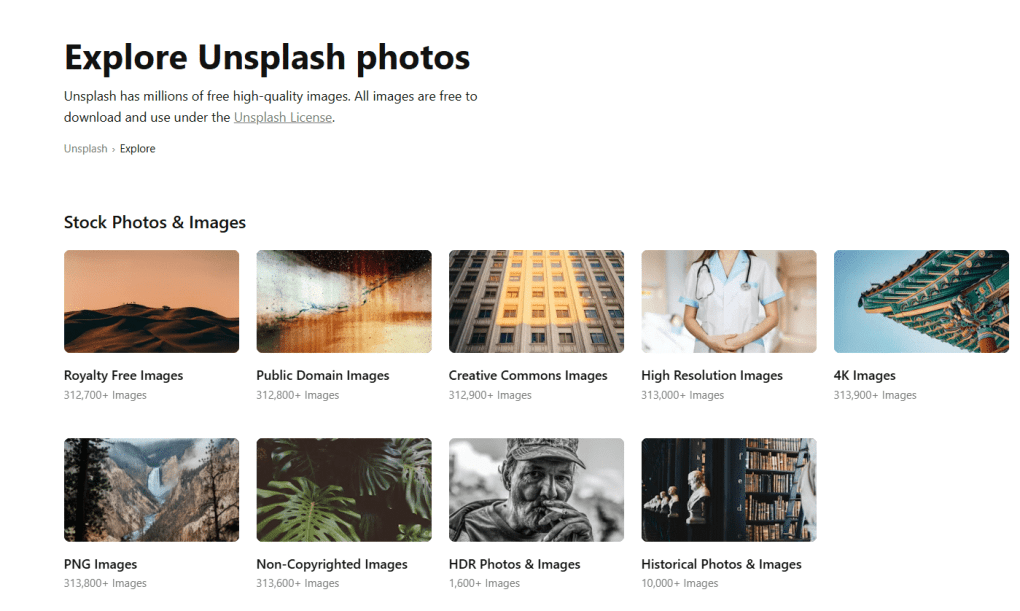 Explore Unsplash photos
Unsplash has millions of free high-quality images. All images are free to
download and use under the Unsplash License.
Unsplash › Explore
Stock Photos & Images
Royalty Free Images
312,700+ Images
Public Domain Images
312,800+ Images
Creative Commons Images
312,900+ Images
High Resolution Images
313,000+ Images
4K Images
313,900+ Images
PNG Images
313,800+ Images
Non-Copyrighted Images
313,600+ Images
HDR Photos & Images
1,600+ Images
Historical Photos & Images
10,000+ Images